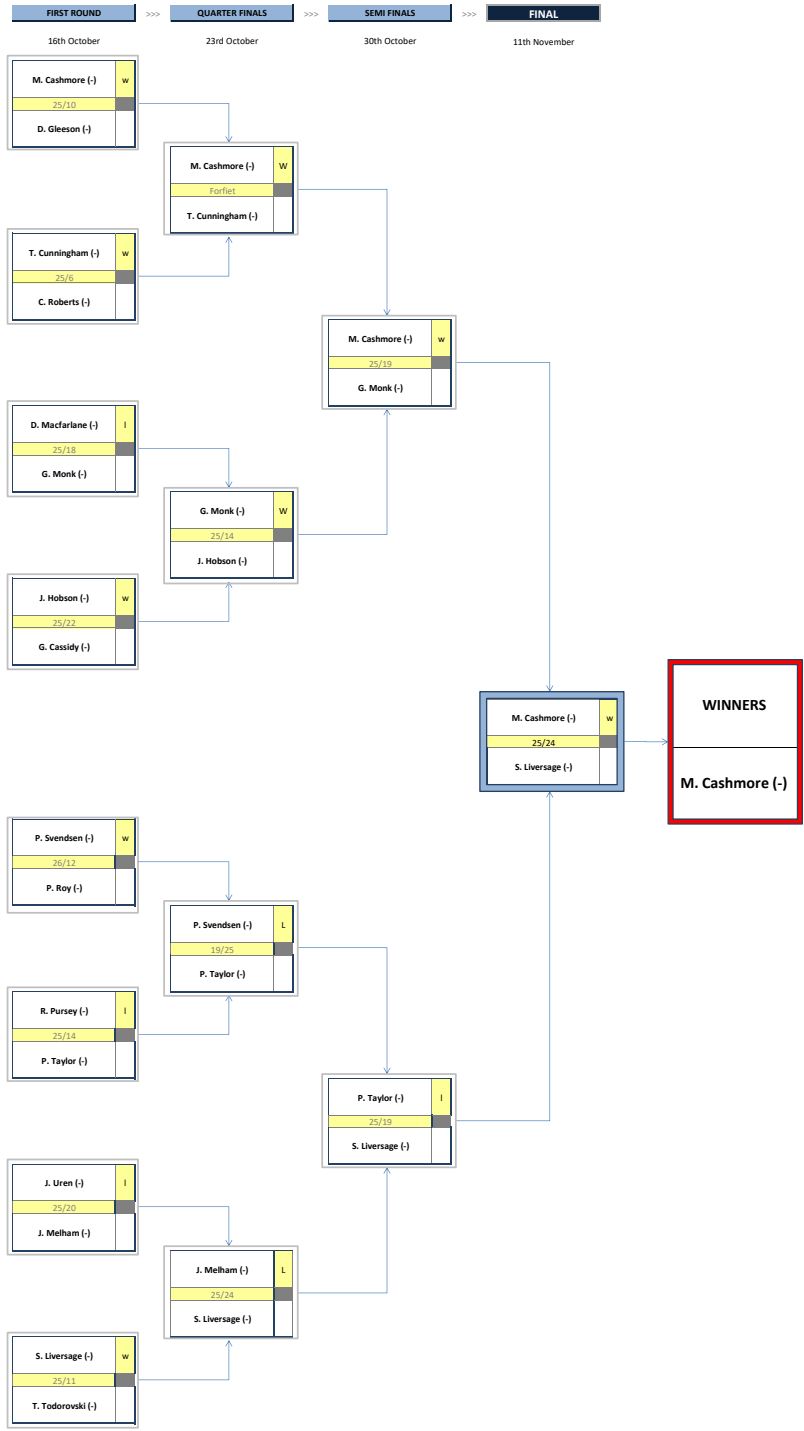 FIRST ROUND >>> QUARTER FINALS >>> SEMI FINALS >>> FINAL
16th October 23rd October 30th October 11th November
M. Cashmore (-) w
25/10
D. Gleeson (-)
M. Cashmore (-) W
Forfiet
T. Cunningham (-)
T. Cunningham (-) w
25/6
C. Roberts (-)
M. Cashmore (-) w
25/19
G. Monk (-)
D. Macfarlane (-) l
25/18
G. Monk (-)
G. Monk (-) W
25/14
J. Hobson (-)
J. Hobson (-) w
25/22
G. Cassidy (-)
M. Cashmore (-) w
25/24
S. Liversage (-)
WINNERS
M. Cashmore (-)
P. Svendsen (-) w
26/12
P. Roy (-)
P. Svendsen (-) L
19/25
P. Taylor (-)
R. Pursey (-) l
25/14
P. Taylor (-)
P. Taylor (-) l
25/19
S. Liversage (-)
J. Uren (-) l
25/20
J. Melham (-)
J. Melham (-) L
25/24
S. Liversage (-)
S. Liversage (-) w
25/11
T. Todorovski (-)